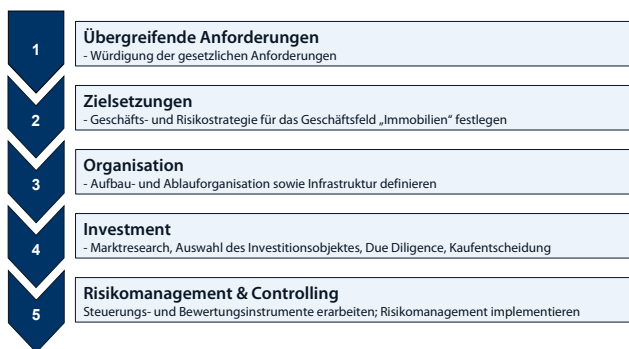 1
Übergreifende Anforderungen
- Würdigung der gesetzlichen Anforderungen
2
Zielsetzungen
- Geschäfts- und Risikostrategie für das Geschäftsfeld „Immobilien“ festlegen
3
Organisation
- Aufbau- und Ablauforganisation sowie Infrastruktur definieren
4
Investment
- Marktresearch, Auswahl des Investitionsobjektes, Due Diligence, Kaufentscheidung
5
Risikomanagement & Controlling
Steuerungs- und Bewertungsinstrumente erarbeiten; Risikomanagement implementieren